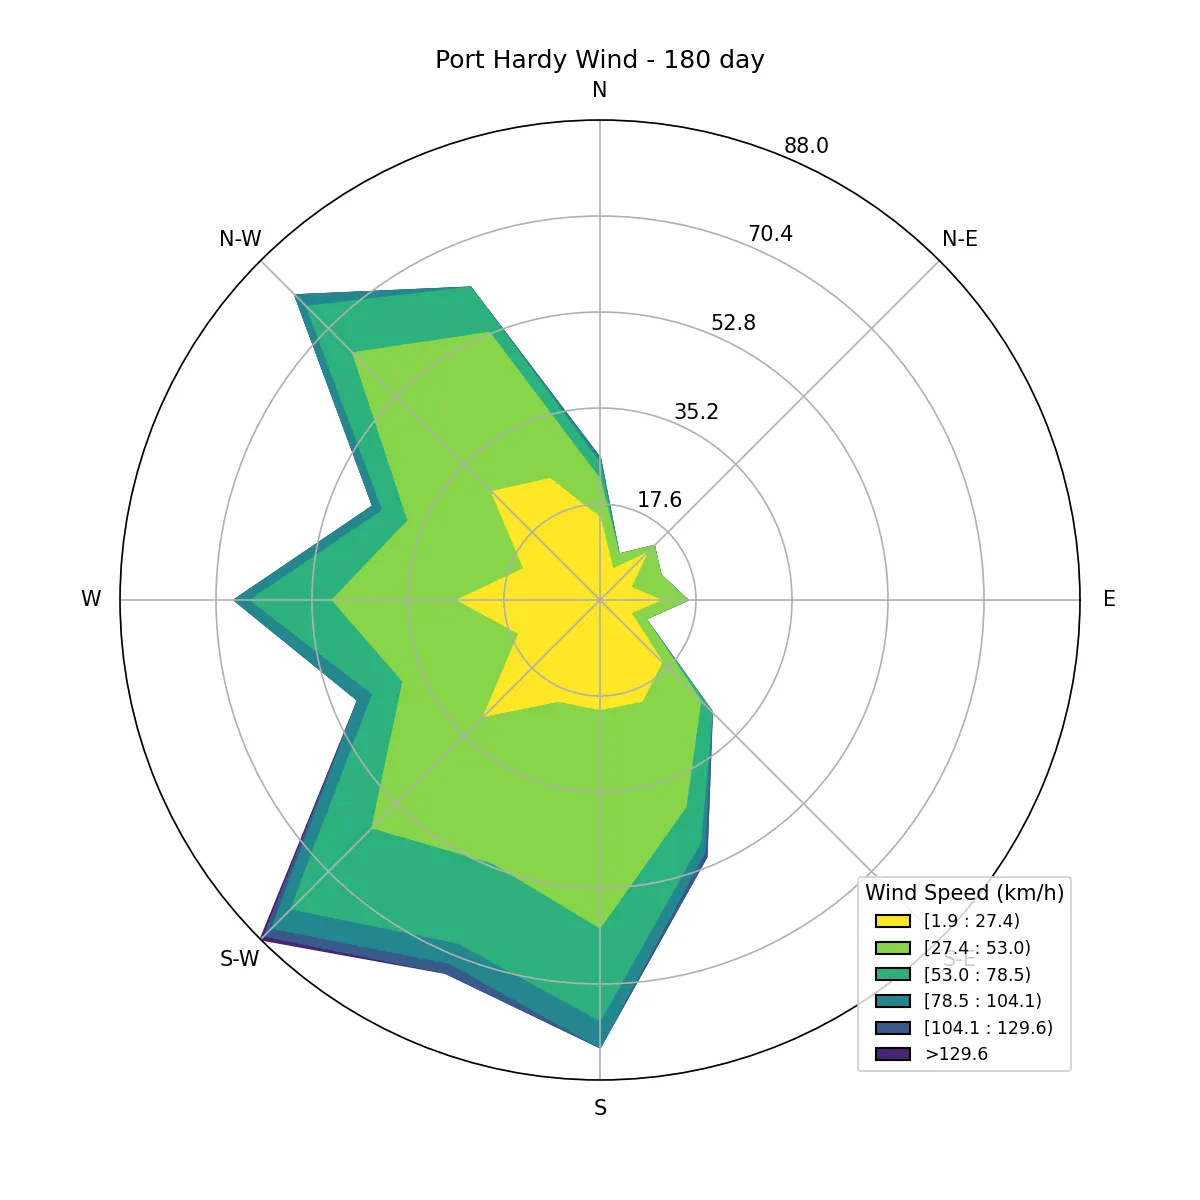 Port Hardy Wind - 180 day
N
88.0
70.4
N-W
N-E
52.8
35.2
17.6
W
E
Wind Speed (km/h)
[1.9 : 27.4)
[27.4 : 53.0)
S-W
S-E
[53.0 : 78.5)
[78.5 : 104.1)
[104.1 : 129.6)
>129.6
S